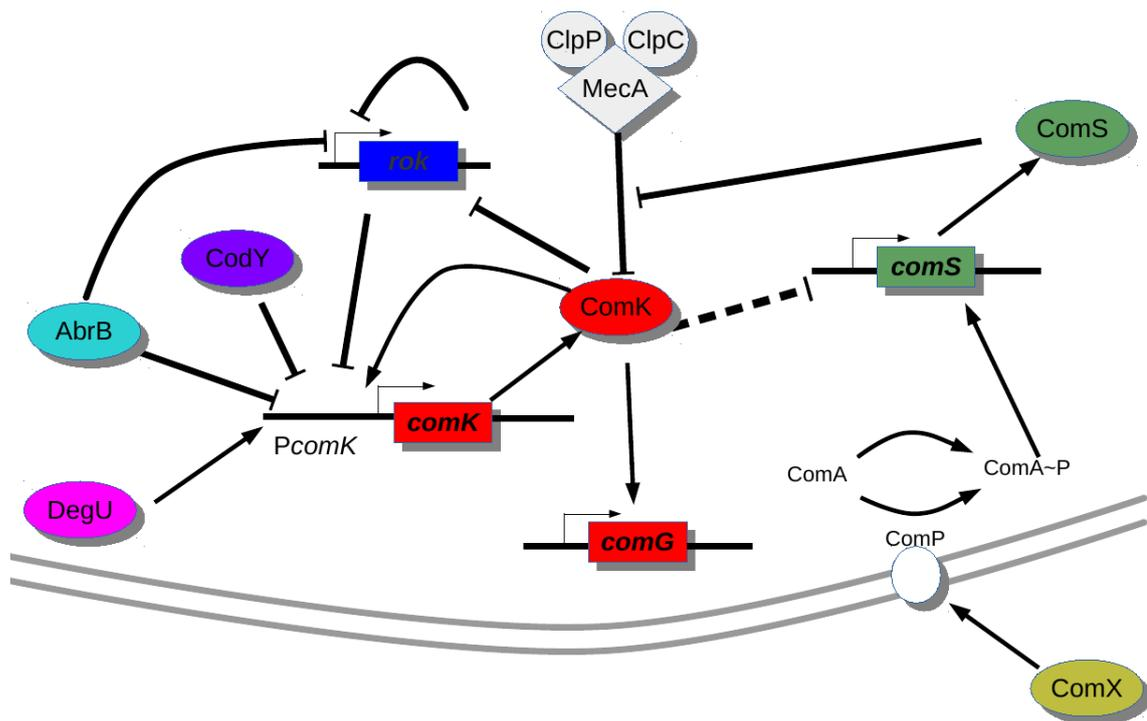 ClpP
ClpC
MecA
ComS
rok
CodY
comS
ComK
AbrB
comK
PcomK
ComA
ComA~P
DegU
comG
ComP
ComX